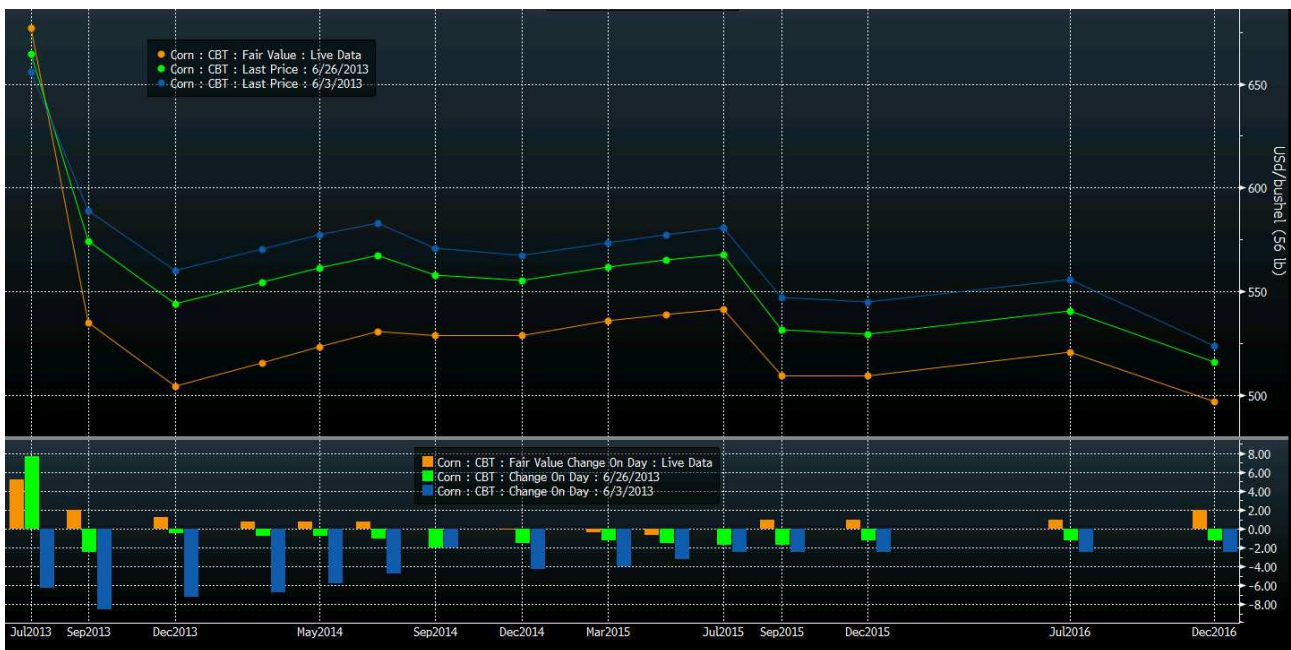 Corn : CBT : Fair Value : Live Data
Corn : CBT : Last Price : 6/26/2013
Corn : CBT : Last Price : 6/3/2013
650
600
550
500
USd/bushel (56 lb)
Corn : CBT : Fair Value Change On Day : Live Data
Corn : CBT : Change On Day : 6/26/2013
Corn : CBT : Change On Day : 6/3/2013
8.00
6.00
4.00
2.00
0.00
-2.00
-4.00
-6.00
-8.00
Jul2013 Sep2013 Dec2013 May2014 Sep2014 Dec2014 Mar2015 Jul2015 Sep2015 Dec2015 Jul2016 Dec2016